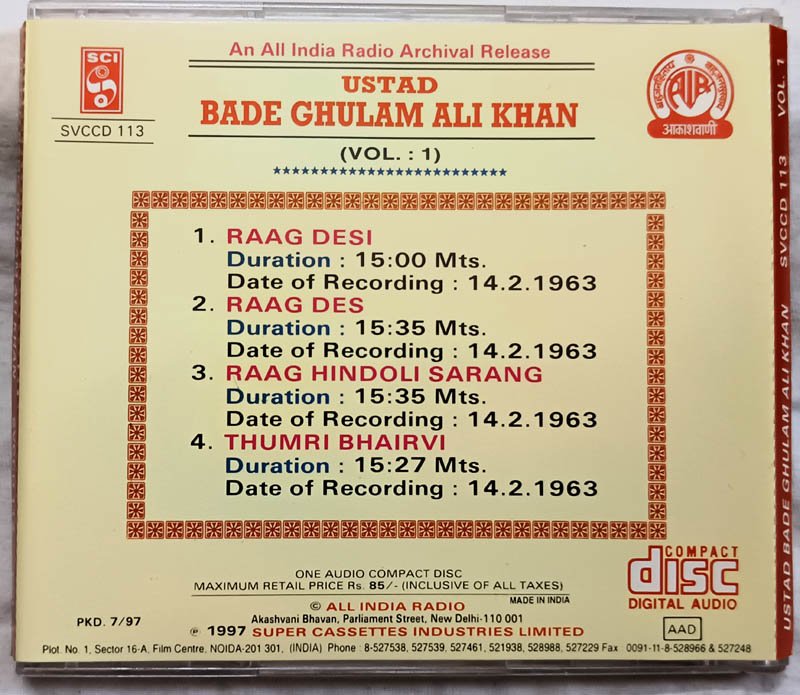 SCI
SVCCD 113
An All India Radio Archival Release
USTAD
BADE GHULAM ALI KHAN
(VOL. : 1)
**************************
बहुजनहिताय बहुजनसुखाय
AIR
आकाशवाणी
1. RAAG DESI
Duration : 15:00 Mts.
Date of Recording : 14.2.1963
2. RAAG DES
Duration : 15:35 Mts.
Date of Recording : 14.2.1963
3. RAAG HINDOLI SARANG
Duration : 15:35 Mts.
Date of Recording : 14.2.1963
4. THUMRI BHAIRVI
Duration : 15:27 Mts.
Date of Recording : 14.2.1963
ONE AUDIO COMPACT DISC
MAXIMUM RETAIL PRICE Rs. 85/- (INCLUSIVE OF ALL TAXES)
MADE IN INDIA
© ALL INDIA RADIO
Akashvani Bhavan, Parliament Street, New Delhi-110 001
PKD. 7/97
℗ 1997 SUPER CASSETTES INDUSTRIES LIMITED
Plot. No. 1, Sector 16-A, Film Centre, NOIDA-201 301, (INDIA) Phone : 8-527538, 527539, 527461, 521938, 528988, 527229 Fax : 0091-11-8-528966 & 527248
COMPACT
disc
DIGITAL AUDIO
AAD
USTAD BADE GHULAM ALI KHAN SVCCD 113 VOL. 1